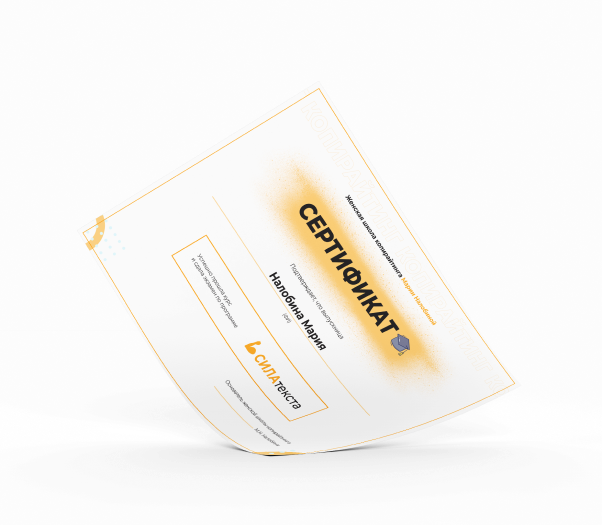 Женская школа копирайтинга Марии Налобиной
СЕРТИФИКАТ
Подтверждает, что выпускница
Налобина Мария
Успешно прошла курс
и сдала экзамен по программе
СИЛАтекста
Основатель женской школы копирайтинга